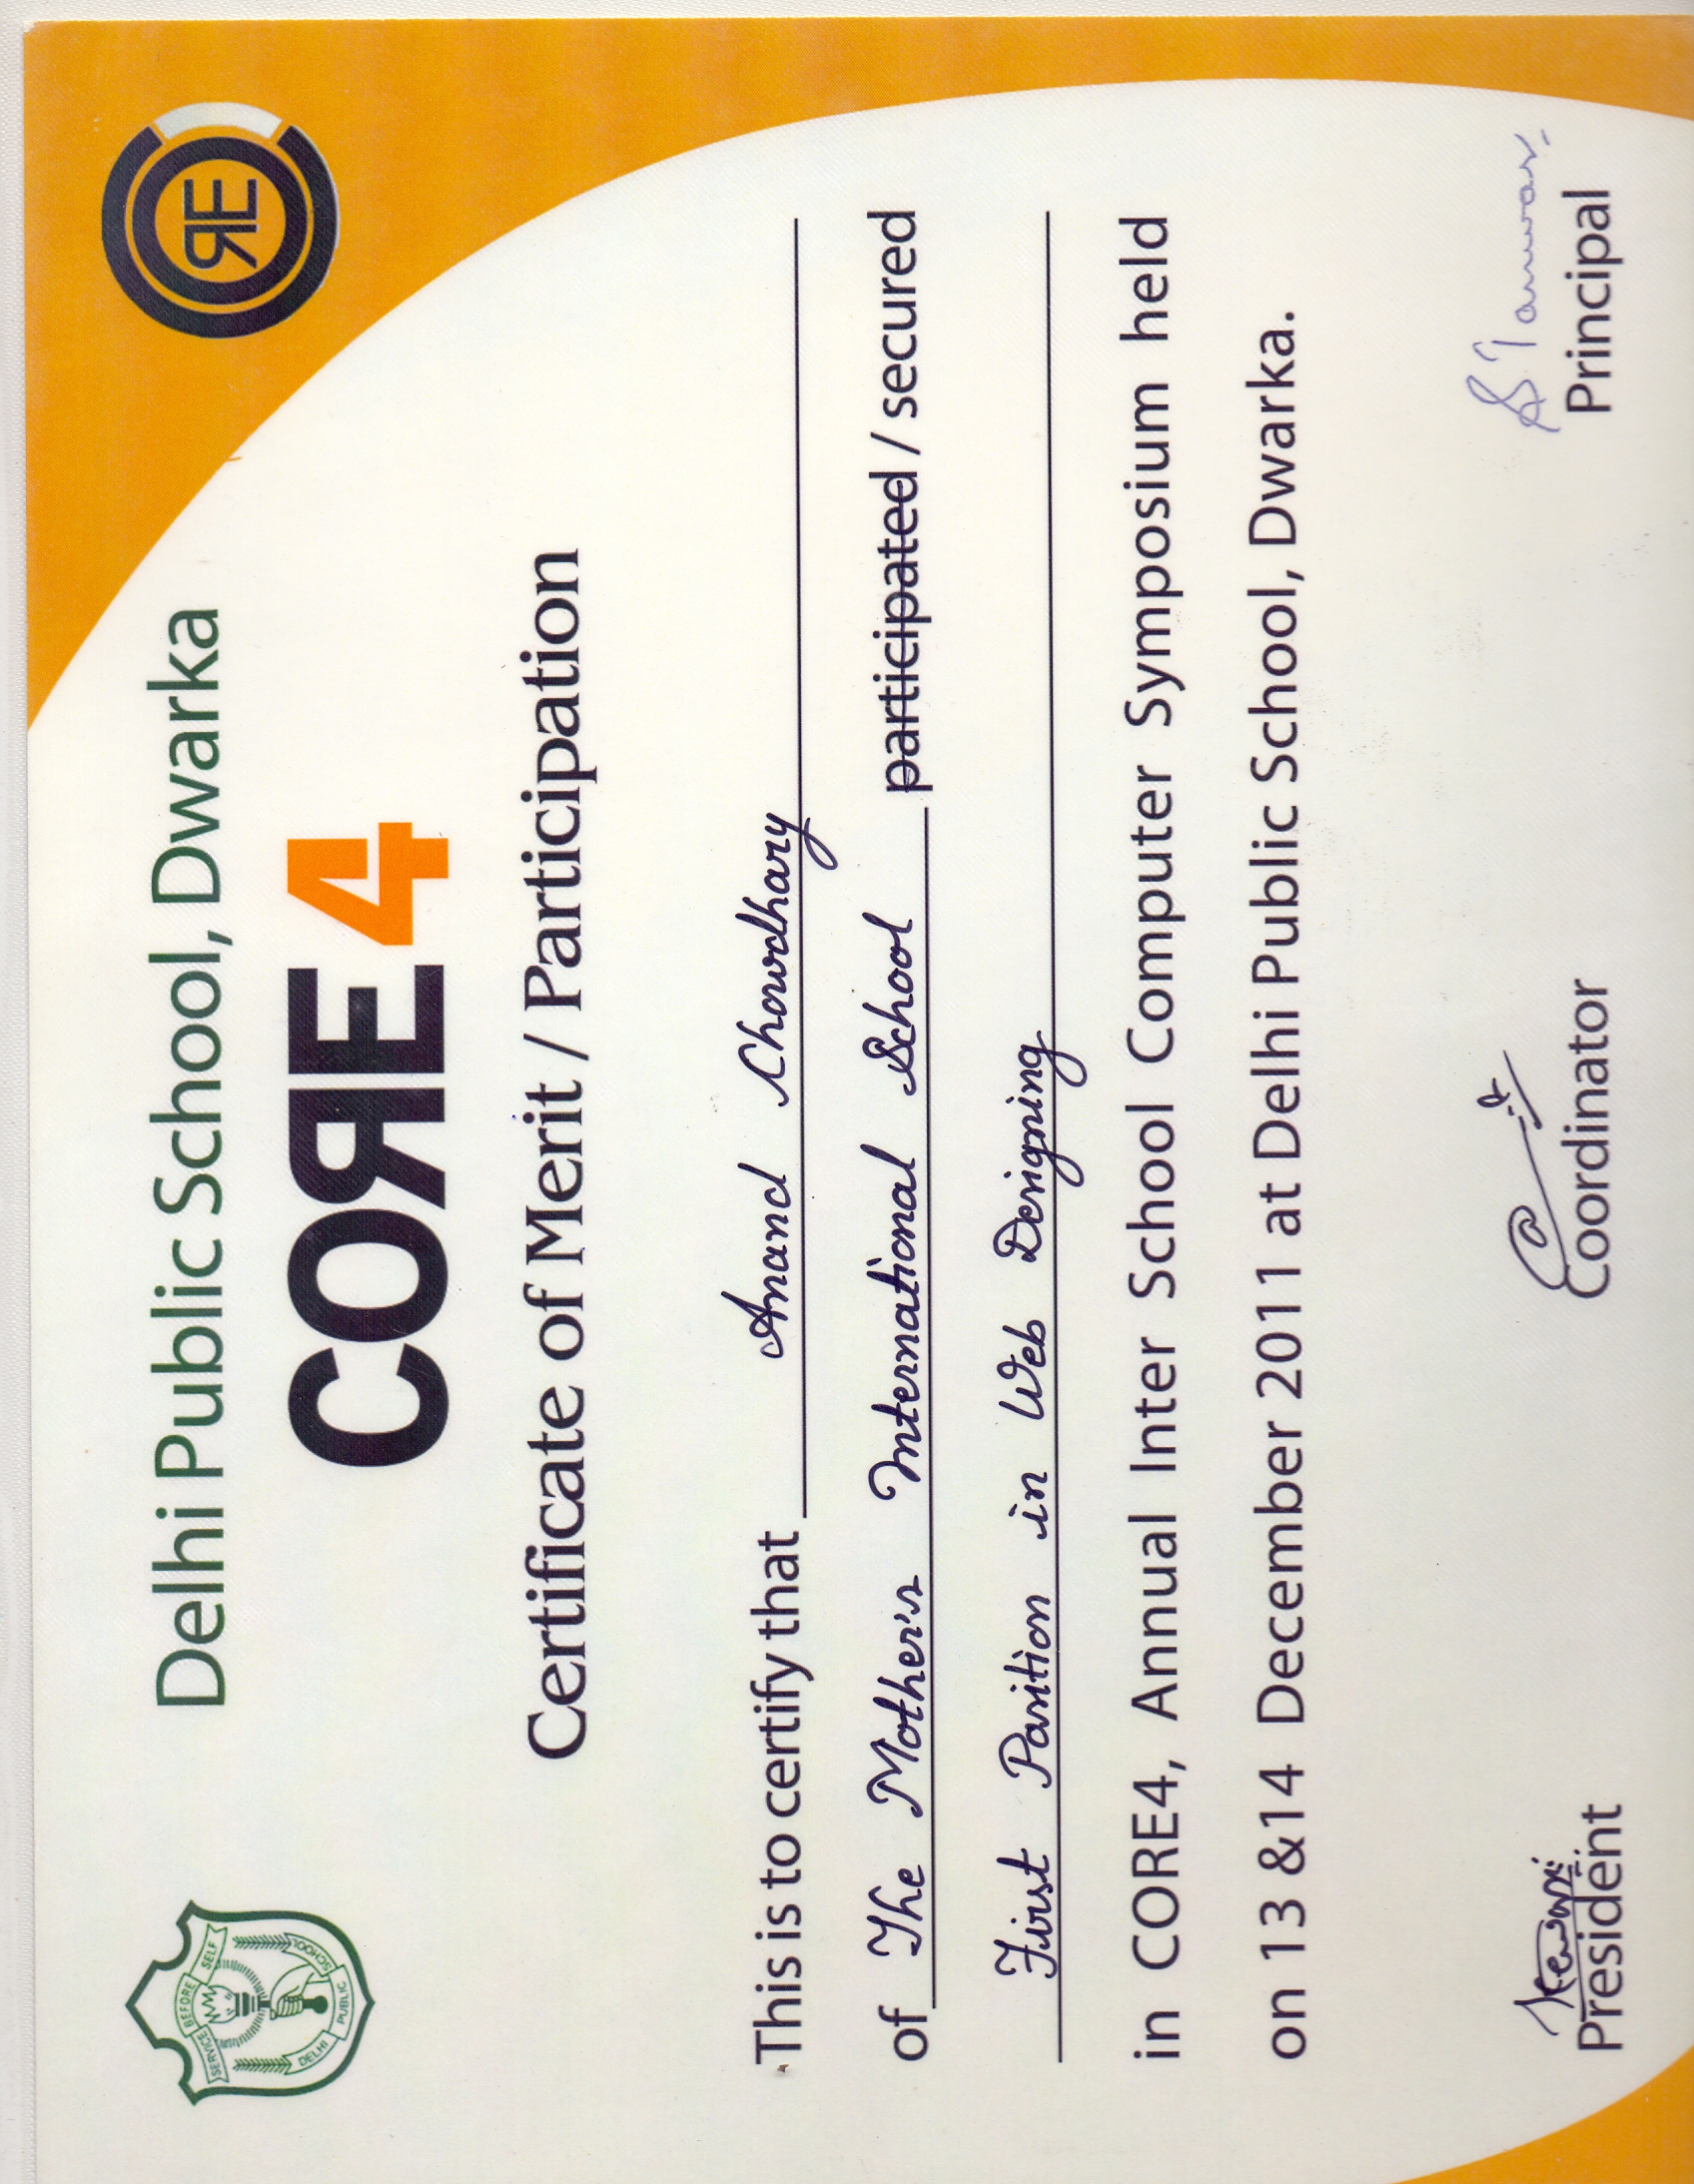 SERVICE BEFORE SELF
DELHI PUBLIC SCHOOL
Delhi Public School, Dwarka
CORE
CORE 4
Certificate of Merit / Participation
This is to certify that Anand Chowdhary
of The Mother's International School participated / secured
First Position in Web Designing
in CORE4, Annual Inter School Computer Symposium held
on 13 &14 December 2011 at Delhi Public School, Dwarka.
S Tanwar
President Coordinator Principal